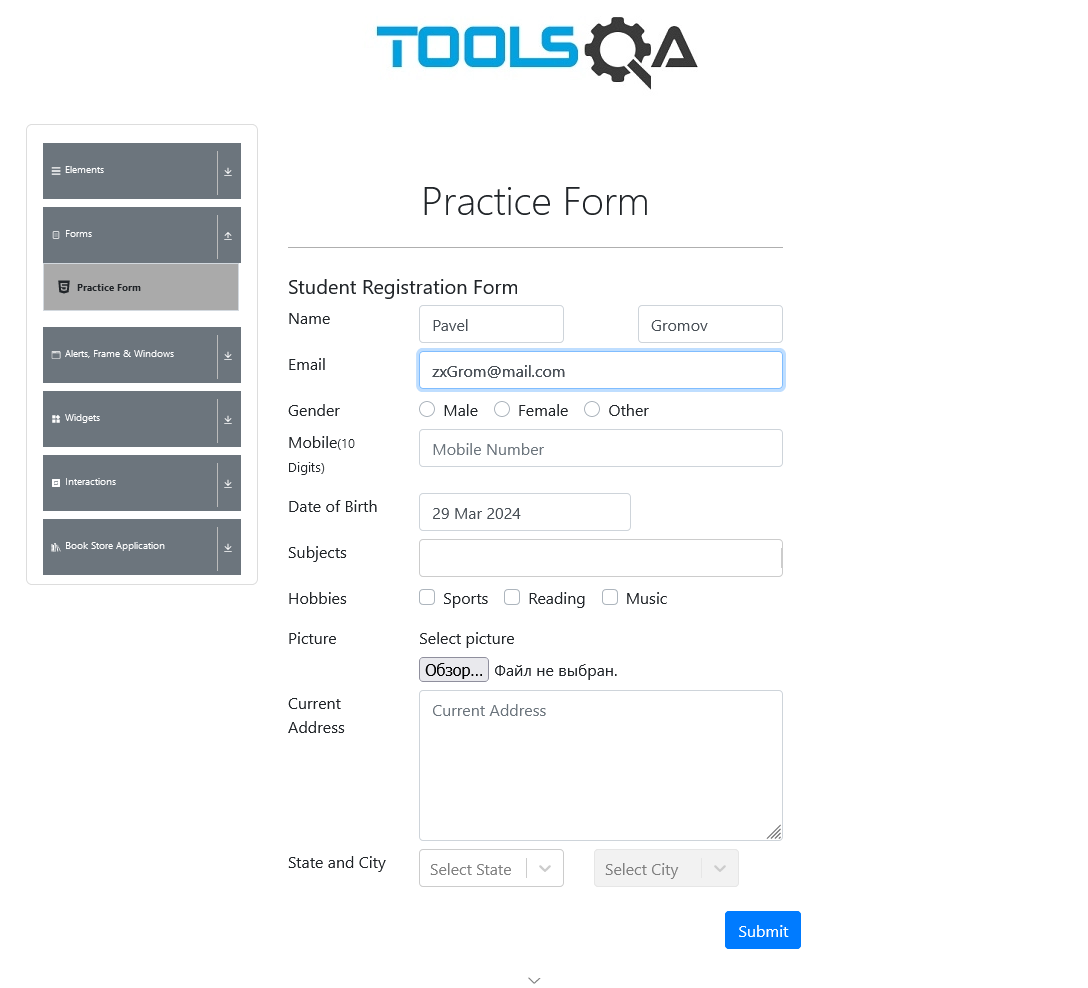 TOOLSQA
Elements
Forms
Practice Form
Alerts, Frame & Windows
Widgets
Interactions
Book Store Application
Practice Form
Student Registration Form
Name Pavel Gromov
Email zxGrom@mail.com
Gender Male Female Other
Mobile(10 Digits) Mobile Number
Date of Birth 29 Mar 2024
Subjects
Hobbies Sports Reading Music
Picture Select picture
Обзор... Файл не выбран.
Current Address Current Address
State and City Select State Select City
Submit